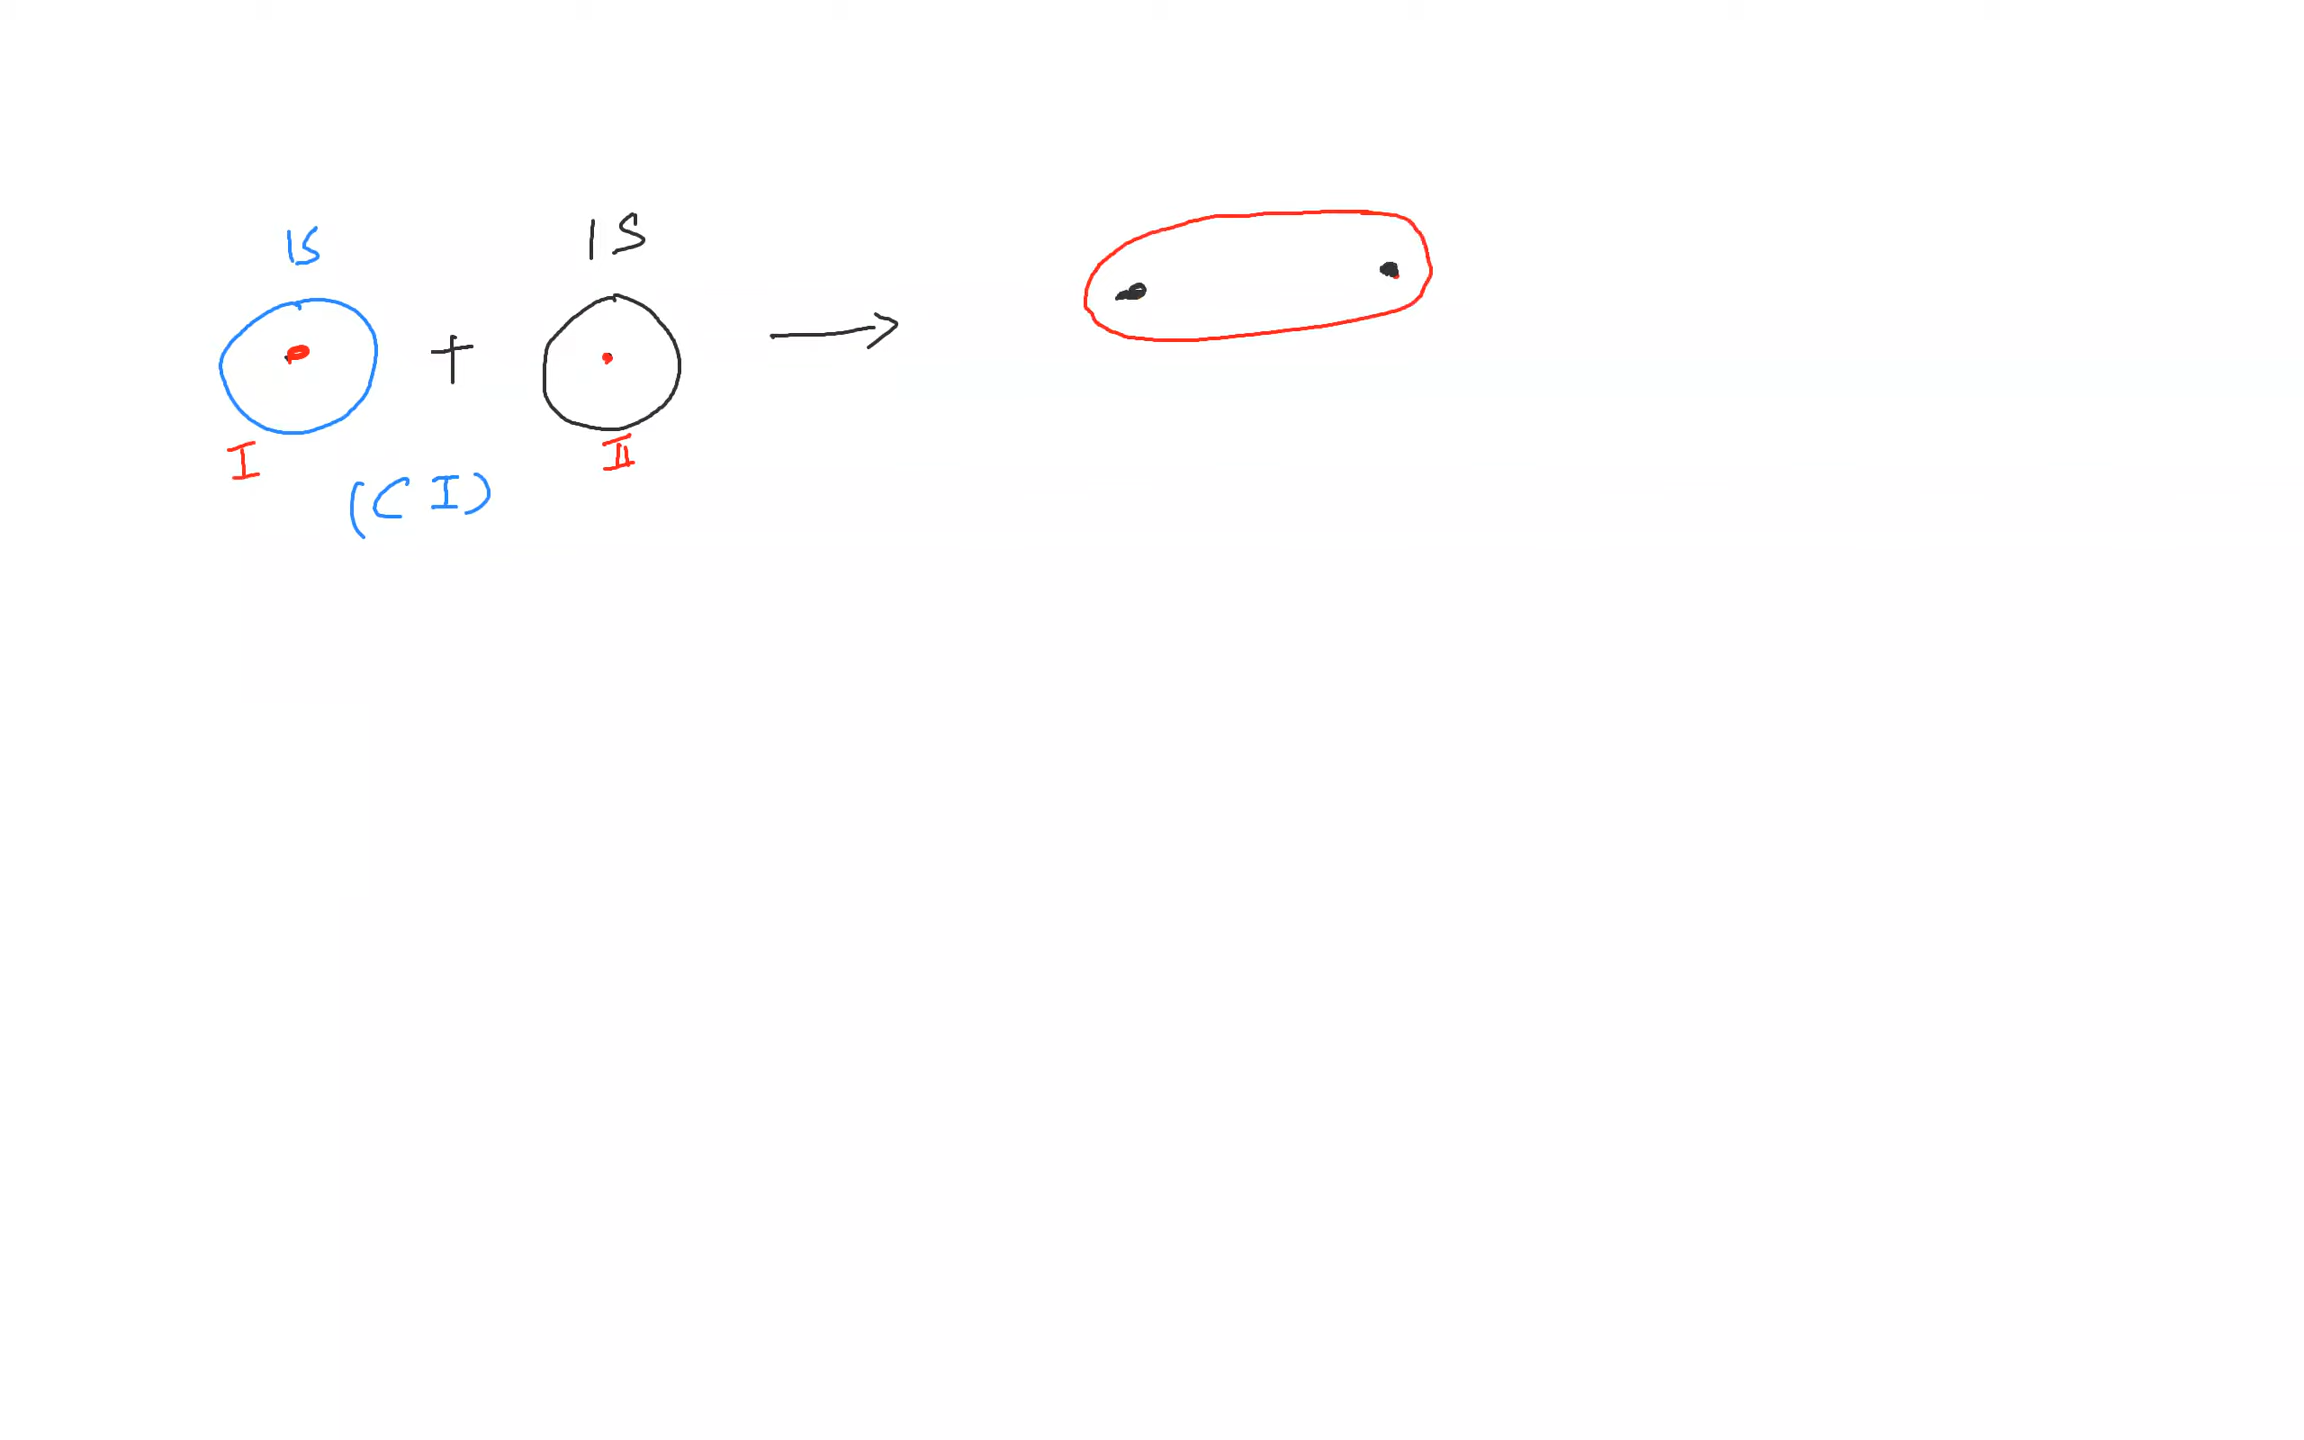 1S 1S
+ →
I II
(CI)